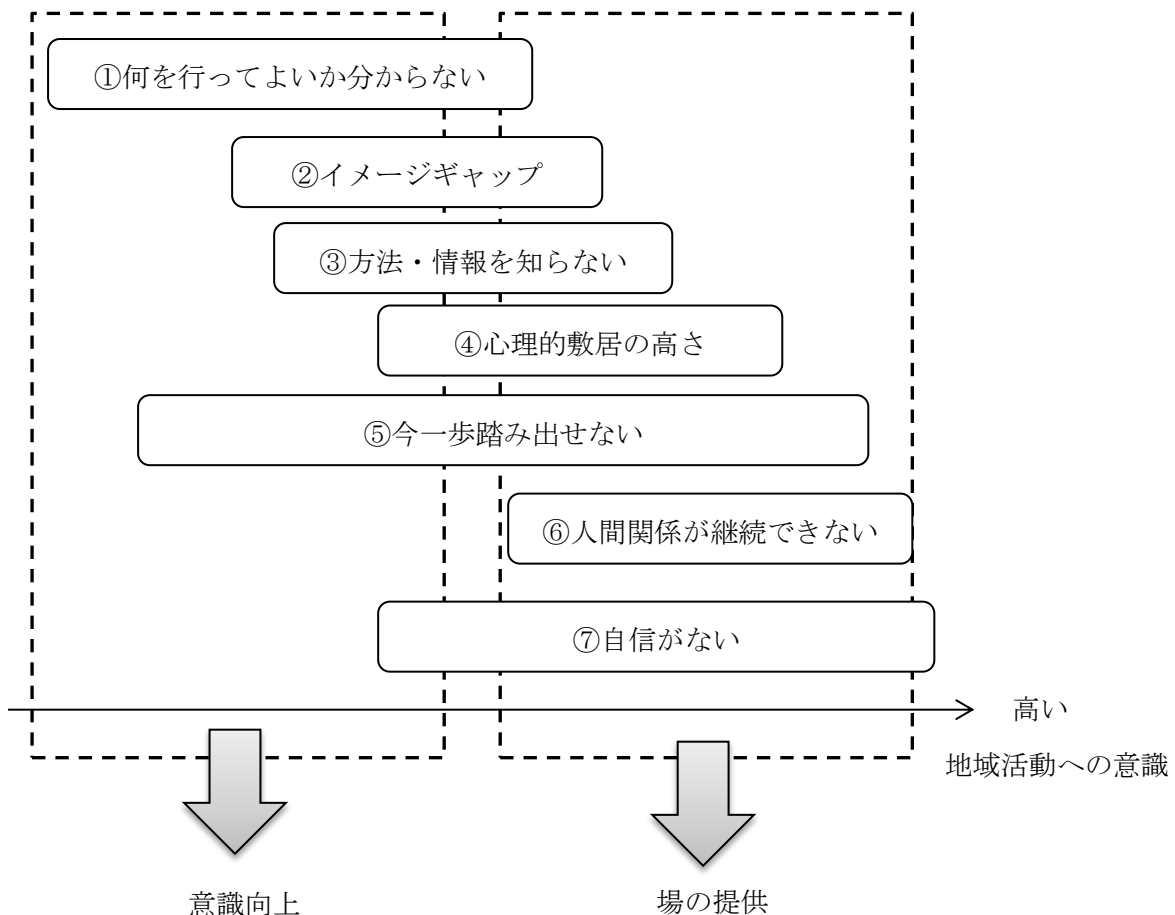 ①何を行ってよいか分からない
②イメージギャップ
③方法・情報を知らない
④心理的敷居の高さ
⑤今一歩踏み出せない
⑥人間関係が継続できない
⑦自信がない
高い
地域活動への意識
意識向上
場の提供